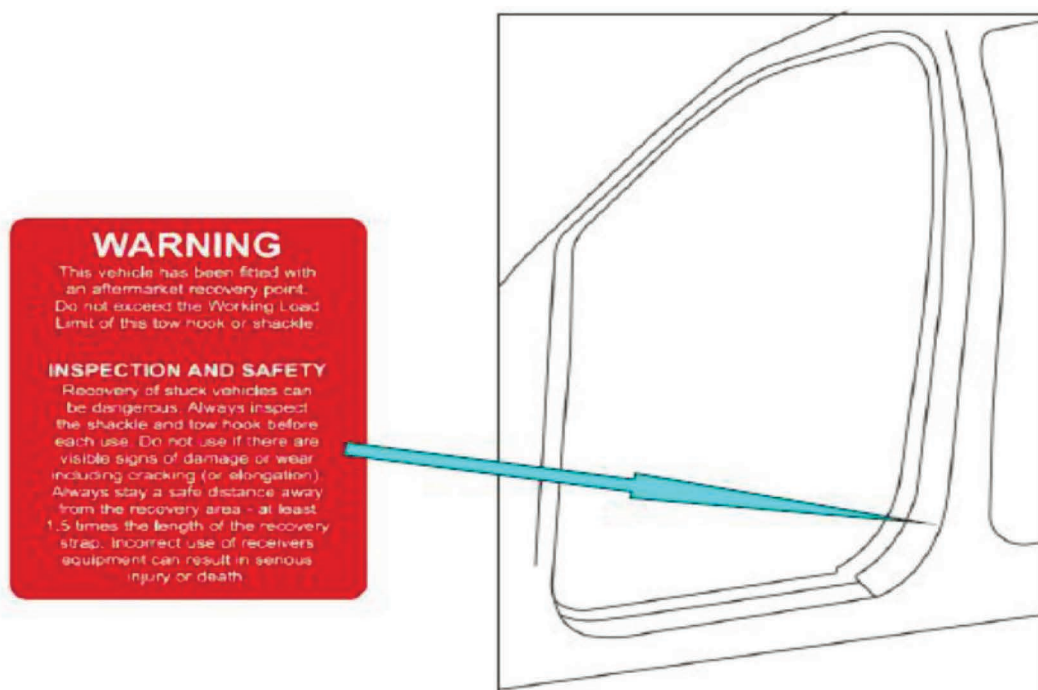 WARNING
This vehicle has been fitted with
an aftermarket recovery point.
Do not exceed the Working Load
Limit of this tow hook or shackle.
INSPECTION AND SAFETY
Recovery of stuck vehicles can
be dangerous. Always inspect
the shackle and tow hook before
each use. Do not use if there are
visible signs of damage or wear
including cracking (or elongation).
Always stay a safe distance away
from the recovery area - at least
1.5 times the length of the recovery
strap. Incorrect use of receivers
equipment can result in serious
injury or death